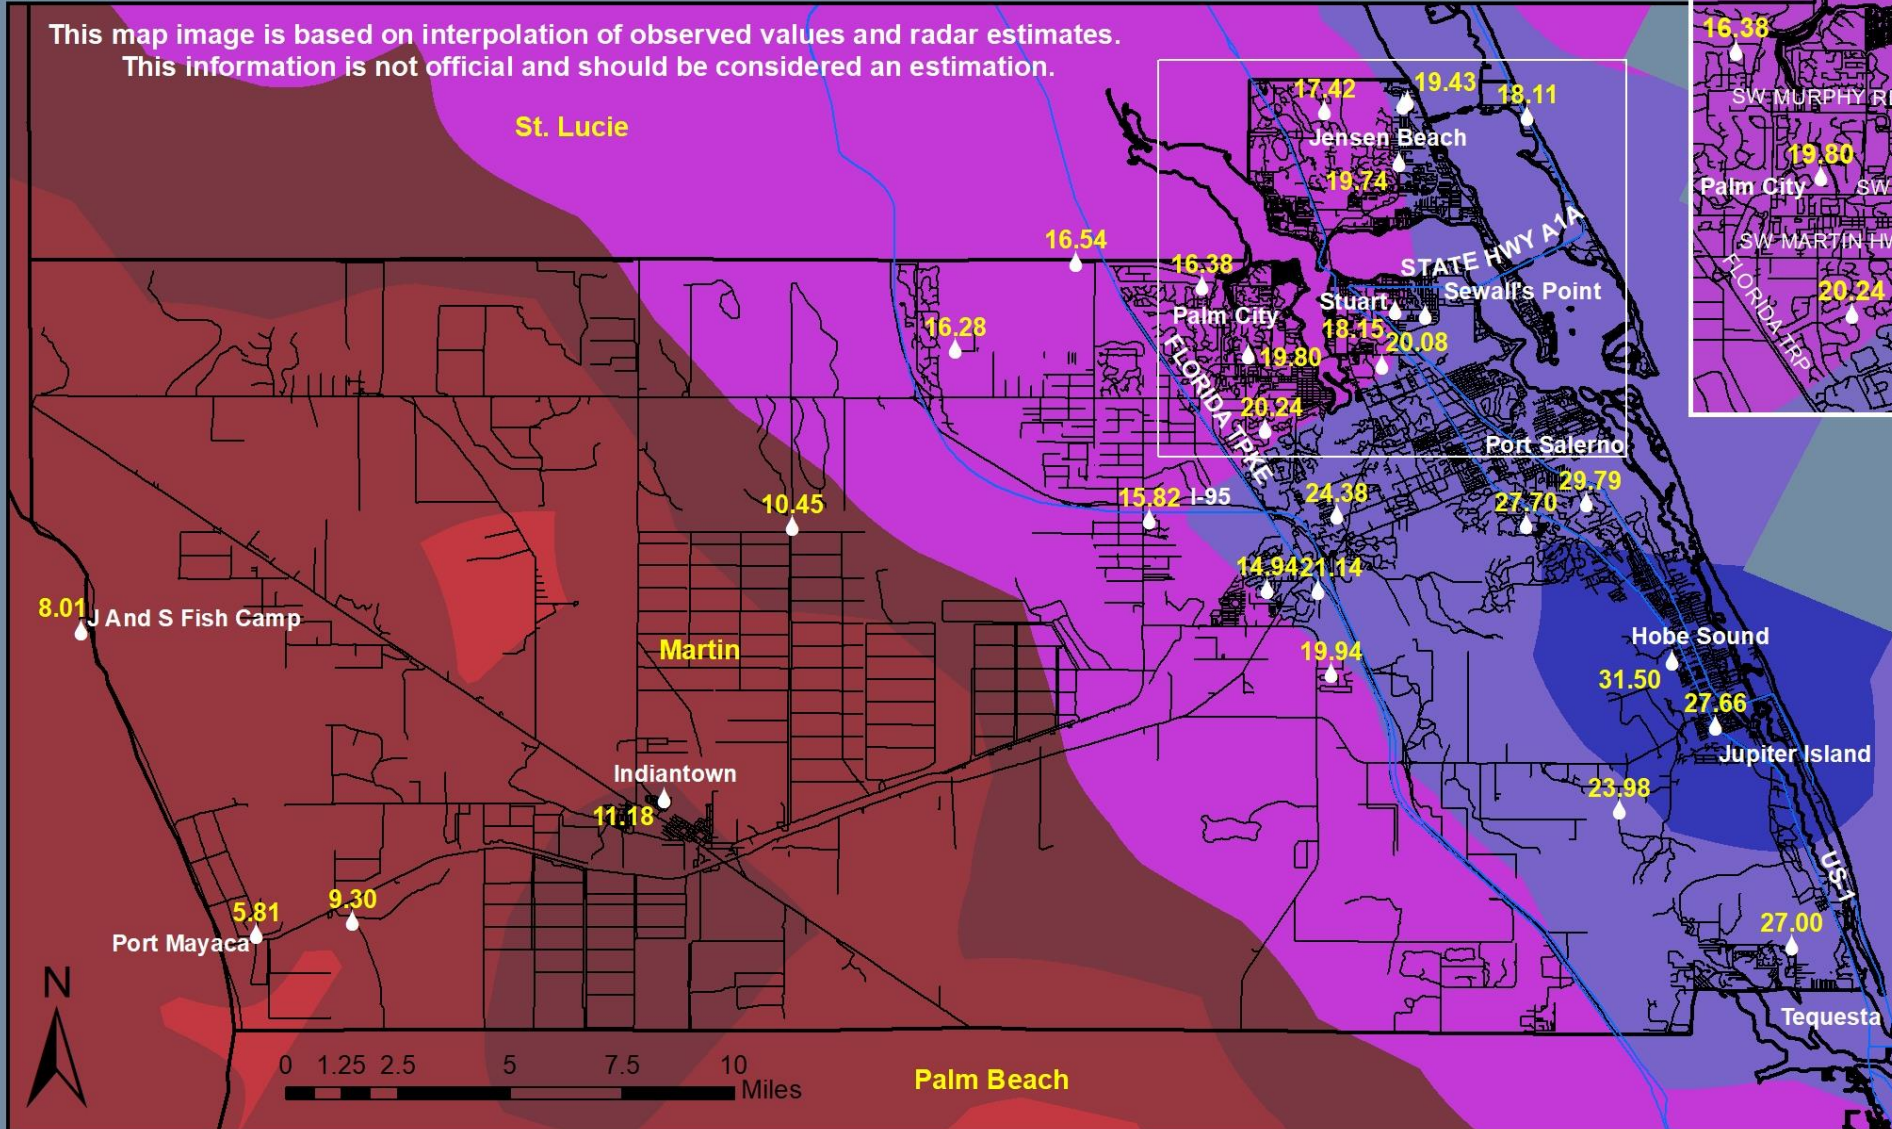 This map image is based on interpolation of observed values and radar estimates.
This information is not official and should be considered an estimation.
16.38
17.42
19.43
18.11
SW MURPHY
St. Lucie
Jensen Beach
19.80
19.74
Palm City
SW
STATE HWY A1A
16.54
SW MARTIN
16.38
FLORIDA
Sewall's Point
20.24
Stuart
Palm City
16.28
18.15
20.08
19.80
FLORIDA TPKE
20.24
Port Salerno
29.79
24.38
15.82
I-95
27.70
10.45
14.94
21.14
8.01
J And S Fish Camp
Hobe Sound
Martin
19.94
31.50
27.66
Jupiter Island
Indiantown
23.98
11.18
US-1
9.30
5.81
27.00
Port Mayaca
N
Tequesta
0 1.25 2.5 5 7.5 10
Miles
Palm Beach